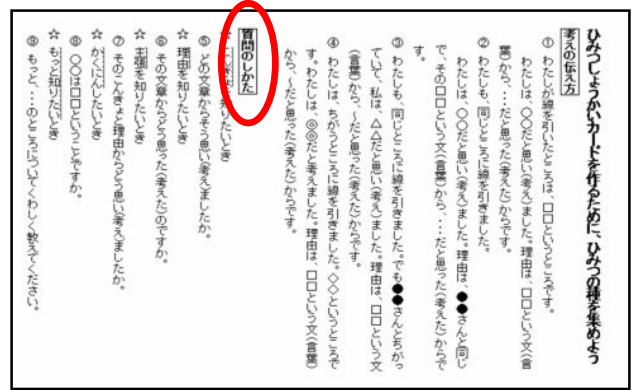 ひみつしょうかいカードを作るために、ひみつの種を集めよう
考えの伝え方
① わたしが線を引いたところは、□□というところです。
わたしは、○○だと思い(考え)ました。理由は、□□という文(言
葉)から、・・・だと思った(考えた)からです。
② わたしも、同じところに線を引きました。
わたしは、○○だと思い(考え)ました。理由は、●●さんと同じ
で、その□□という文(言葉)から、・・・だと思った(考えた)からで
す。
③ わたしも、同じところに線を引きました。でも●●さんとちがっ
ていて、私は、△△だと思い(考え)ました。理由は、□□という文
(言葉)から、~だと思った(考えた)からです。
④ わたしは、ちがうところに線を引きました。◇◇というところで
す。わたしは、◎◎だと考えました。理由は、□□という文(言葉)
から、~だと思った(考えた)からです。
質問のしかた
☆ 知りたいとき
⑤ どの文章からそう思い(考え)ましたか。
☆ 理由を知りたいとき
⑥ その文章からどう思った(考えた)のですか。
☆ 主張を知りたいとき
⑦ そのこんきょと理由からどう思い(考え)ましたか。
☆ かくにんしたいとき
⑧ ○○は□□ということですか。
☆ もっと知りたいとき
⑨ もっと、・・・のところについてくわしく教えてください。